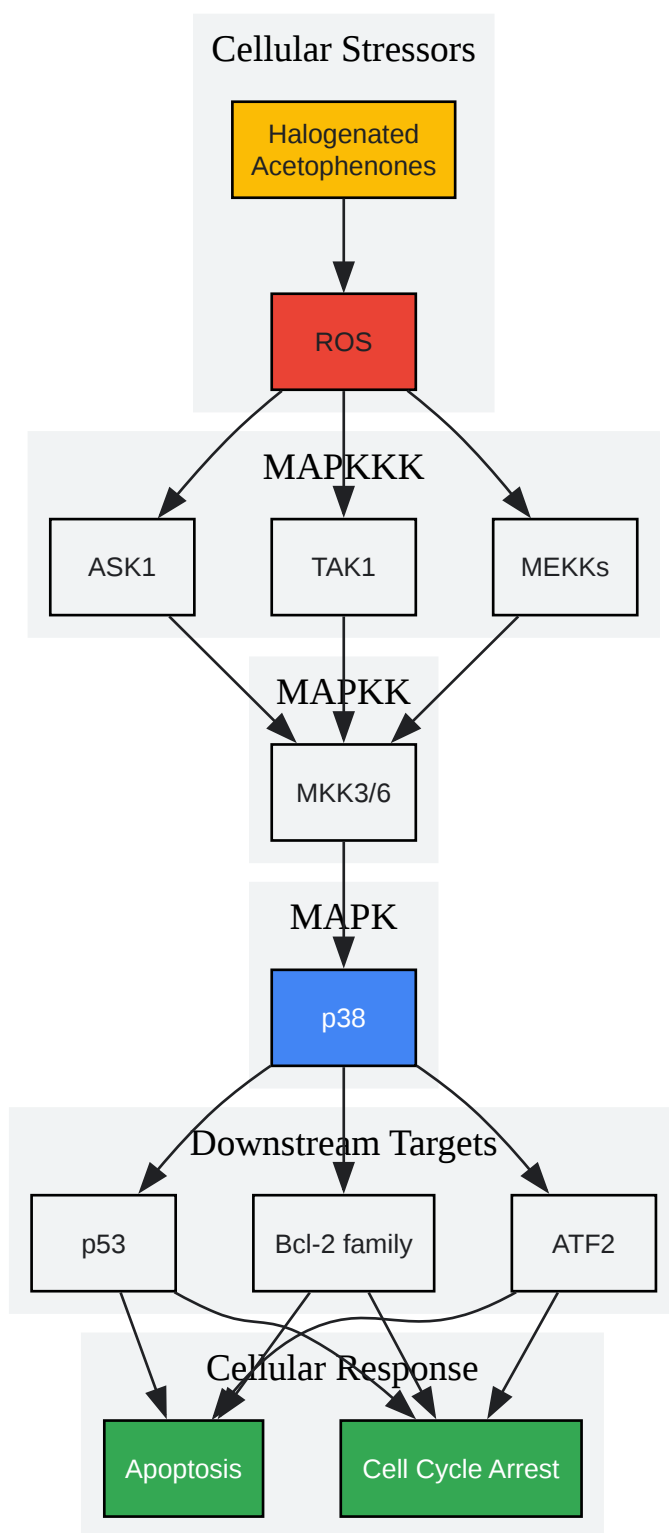 Cellular Stressors
Halogenated
Acetophenones
ROS
MAPKKK
ASK1
TAK1
MEKKs
MAPKK
MKK3/6
MAPK
p38
Downstream Targets
p53
Bcl-2 family
ATF2
Cellular Response
Apoptosis
Cell Cycle Arrest